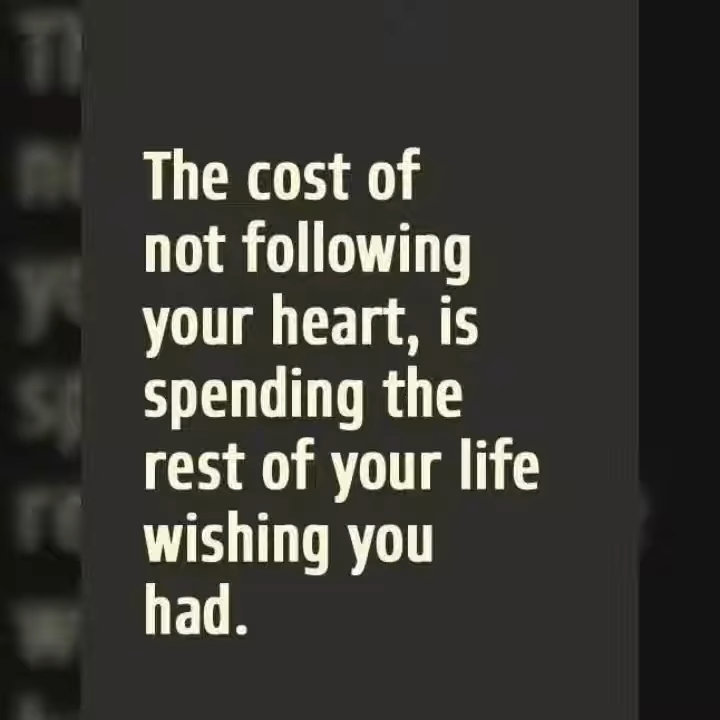 The cost of
not following
your heart, is
spending the
rest of your life
wishing you
had.